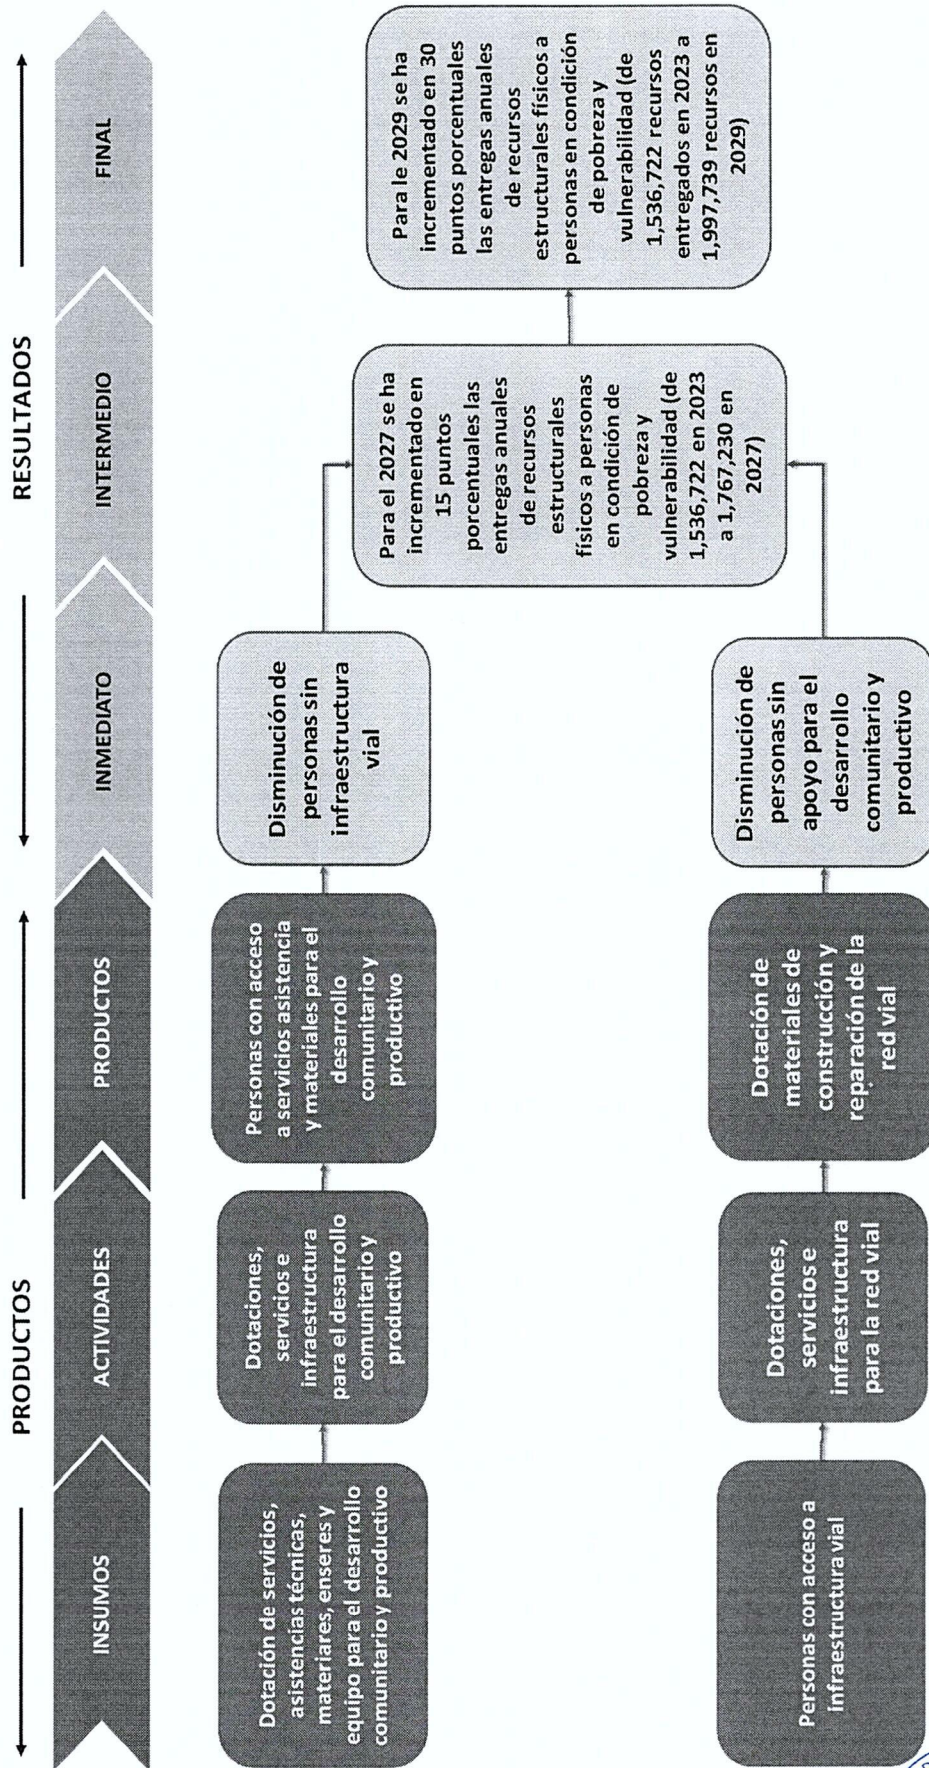 PRODUCTOS
RESULTADOS
INSUMOS
ACTIVIDADES
PRODUCTOS
INMEDIATO
INTERMEDIO
FINAL
Dotación de servicios,
asistencias técnicas,
materiares, enseres y
equipo para el desarrollo
comunitario y productivo
Dotaciones,
servicios e
infraestructura
para el desarrollo
comunitario y
productivo
Personas con acceso
a servicios asistencia
y materiales para el
desarrollo
comunitario y
productivo
Disminución de
personas sin
infraestructura
vial
Para el 2027 se ha
incrementado en
15 puntos
porcentuales las
entregas anuales
de recursos
estructurales
físicos a personas
en condición de
pobreza y
vulnerabilidad (de
1,536,722 en 2023
a 1,767,230 en
2027)
Para le 2029 se ha
incrementado en 30
puntos porcentuales
las entregas anuales
de recursos
estructurales físicos a
personas en condición
de pobreza y
vulnerabilidad (de
1,536,722 recursos
entregados en 2023 a
1,997,739 recursos en
2029)
Personas con acceso a
infraestructura vial
Dotaciones,
servicios e
infraestructura
para la red vial
Dotación de
materiales de
construcción y
reparación de la
red vial
Disminución de
personas sin
apoyo para el
desarrollo
comunitario y
productivo